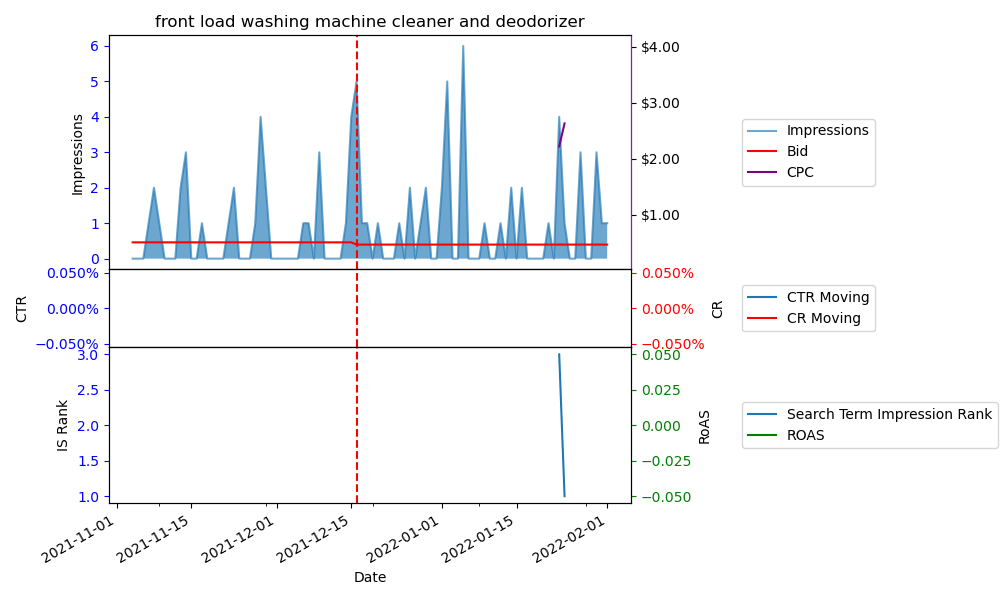 front load washing machine cleaner and deodorizer
6
5
4
3
2
1
0
Impressions
$4.00
$3.00
$2.00
$1.00
Impressions
Bid
CPC
0.050%
0.000%
−0.050%
CTR
0.050%
0.000%
−0.050%
CR
CTR Moving
CR Moving
3.0
2.5
2.0
1.5
1.0
IS Rank
0.050
0.025
0.000
−0.025
−0.050
RoAS
Search Term Impression Rank
ROAS
2021-11-01
2021-11-15
2021-12-01
2021-12-15
2022-01-01
2022-01-15
2022-02-01
Date